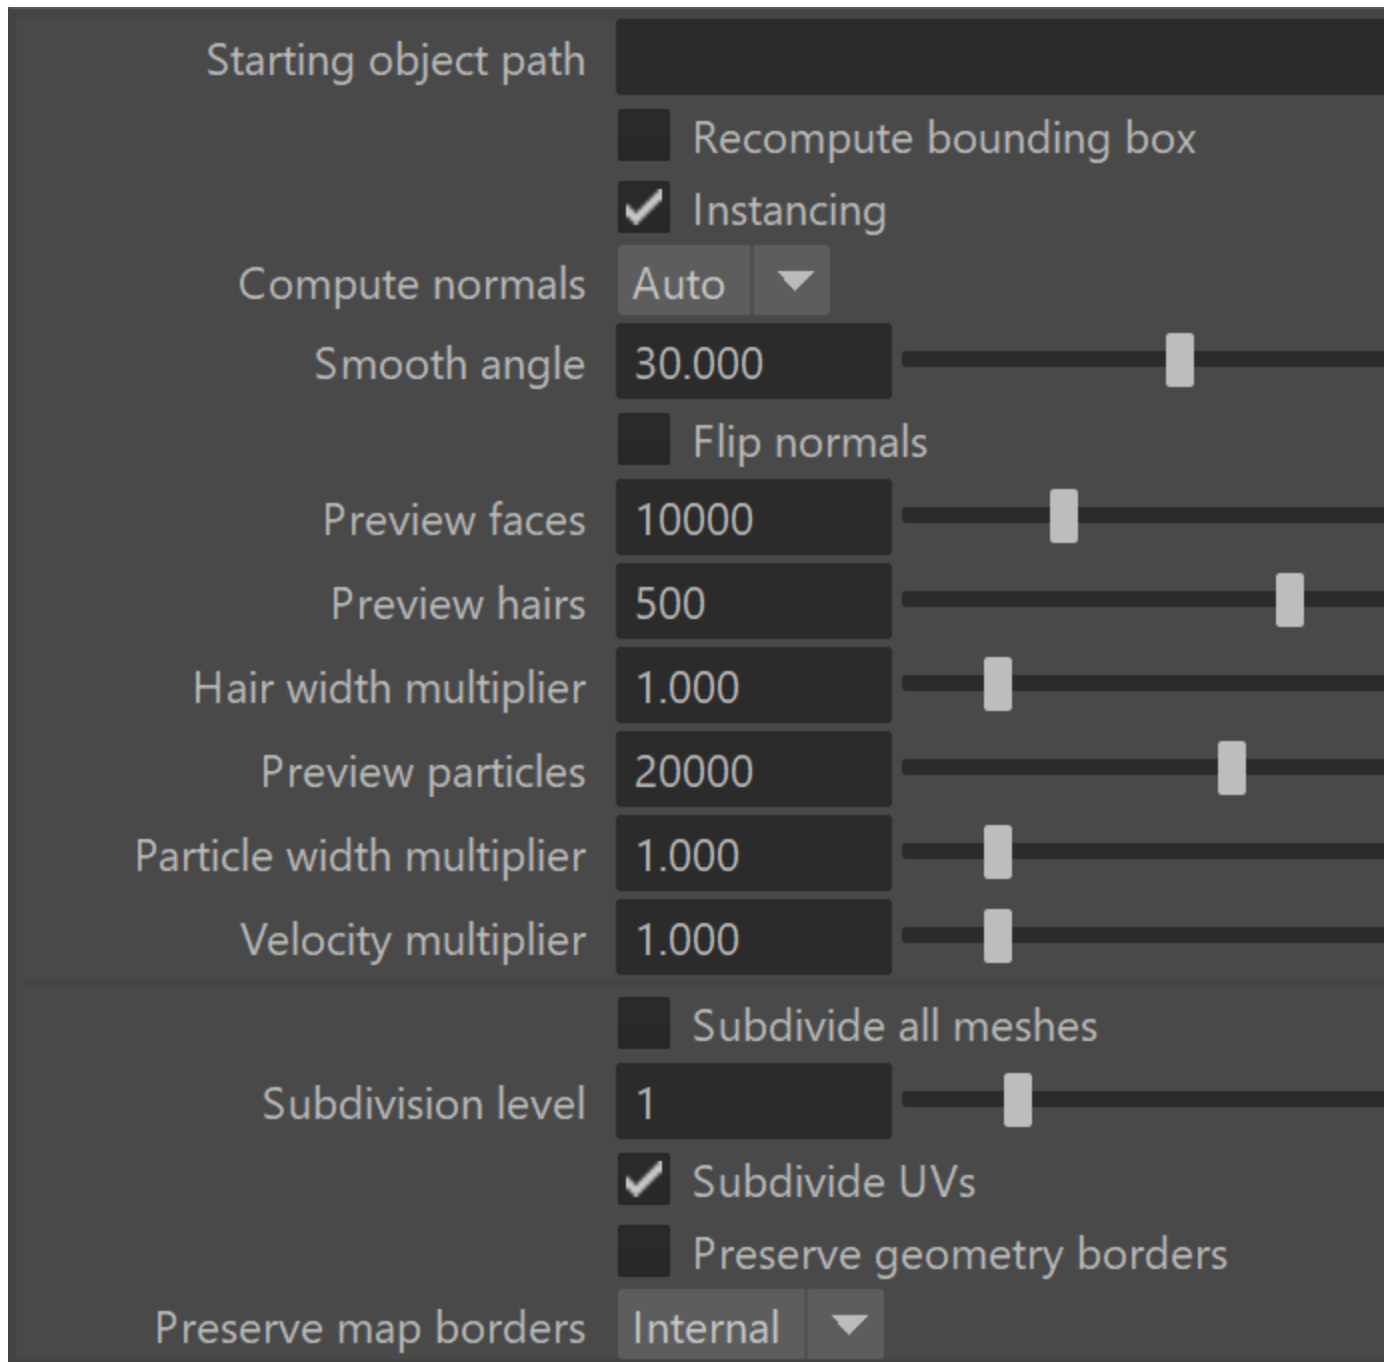 Starting object path
Recompute bounding box
Instancing
Compute normals Auto
Smooth angle 30.000
Flip normals
Preview faces 10000
Preview hairs 500
Hair width multiplier 1.000
Preview particles 20000
Particle width multiplier 1.000
Velocity multiplier 1.000
Subdivide all meshes
Subdivision level 1
Subdivide UVs
Preserve geometry borders
Preserve map borders Internal